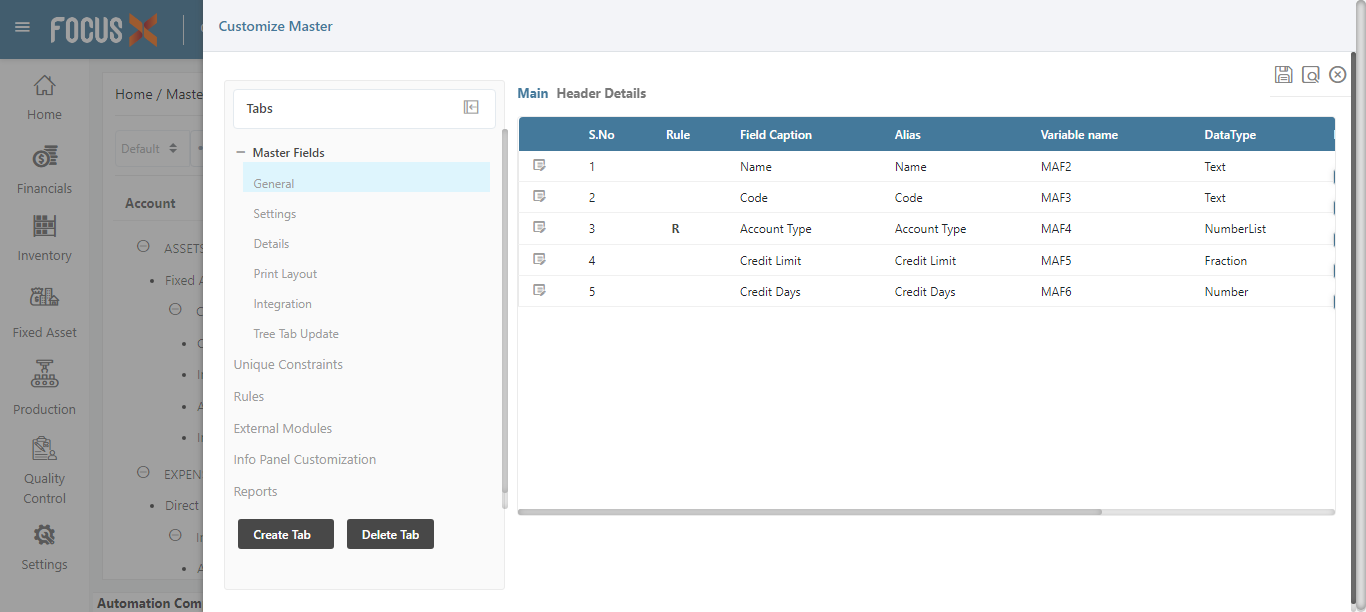 Customize Master
FOCUS X
Home
Financials
Inventory
Fixed Asset
Production
Quality
Control
Settings
Home / Maste
Default
Account
ASSETS
Fixed A
EXPEN
Direct
Automation Com
Tabs
Master Fields
General
Settings
Details
Print Layout
Integration
Tree Tab Update
Unique Constraints
Rules
External Modules
Info Panel Customization
Reports
Create Tab Delete Tab
Main Header Details
S.No Rule Field Caption Alias Variable name DataType
1 Name Name MAF2 Text
2 Code Code MAF3 Text
3 R Account Type Account Type MAF4 NumberList
4 Credit Limit Credit Limit MAF5 Fraction
5 Credit Days Credit Days MAF6 Number